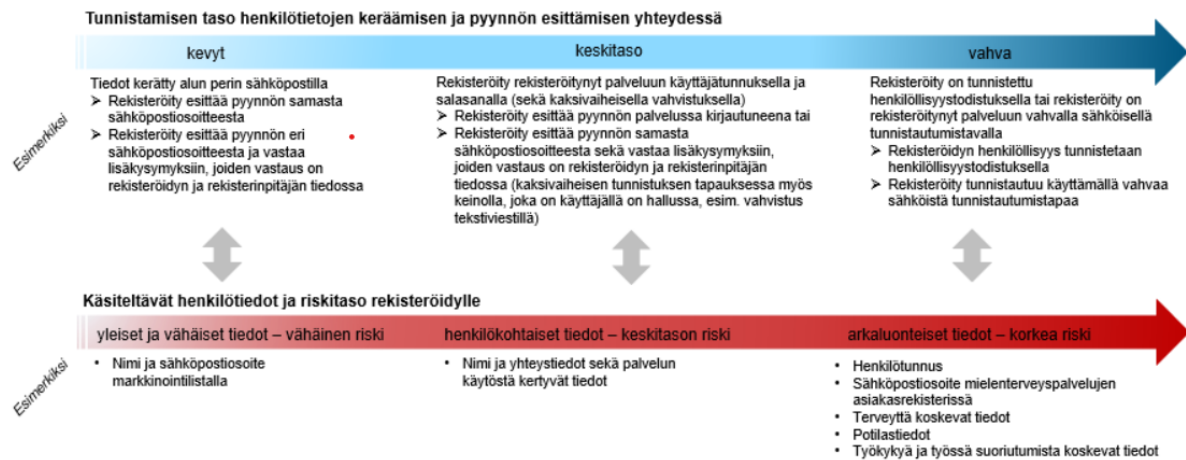 Tunnistamisen taso henkilötietojen keräämisen ja pyynnön esittämisen yhteydessä
kevyt
keskitaso
vahva
Esimerkiksi
Tiedot kerätty alun perin sähköpostilla
➤ Rekisteröity esittää pyynnön samasta
sähköpostiosoitteesta
➤ Rekisteröity esittää pyynnön eri
sähköpostiosoitteesta ja vastaa
lisäkysymyksiin, joiden vastaus on
rekisteröidyn ja rekisterinpitäjän tiedossa
Rekisteröity rekisteröitynyt palveluun käyttäjätunnuksella ja
salasanalla (sekä kaksivaiheisella vahvistuksella)
➤ Rekisteröity esittää pyynnön palvelussa kirjautuneena tai
➤ Rekisteröity esittää pyynnön samasta
sähköpostiosoitteesta sekä vastaa lisäkysymyksiin,
joiden vastaus on rekisteröidyn ja rekisterinpitäjän
tiedossa (kaksivaiheisen tunnistuksen tapauksessa myös
keinolla, joka on käyttäjällä on hallussa, esim. vahvistus
tekstiviestillä)
Rekisteröity on tunnistettu
henkilöllisyystodistuksella tai rekisteröity on
rekisteröitynyt palveluun vahvalla sähköisellä
tunnistautumistavalla
➤ Rekisteröidyn henkilöllisyys tunnistetaan
henkilöllisyystodistuksella
➤ Rekisteröity tunnistautuu käyttämällä vahvaa
sähköistä tunnistautumistapaa
Käsiteltävät henkilötiedot ja riskitaso rekisteröidylle
yleiset ja vähäiset tiedot – vähäinen riski
henkilökohtaiset tiedot – keskitason riski
arkaluonteiset tiedot – korkea riski
Esimerkiksi
• Nimi ja sähköpostiosoite
markkinointilistalla
• Nimi ja yhteystiedot sekä palvelun
käytöstä kertyvät tiedot
• Henkilötunnus
• Sähköpostiosoite mielenterveyspalvelujen
asiakasrekisterissä
• Terveyttä koskevat tiedot
• Potilastiedot
• Työkykyä ja työssä suoriutumista koskevat tiedot